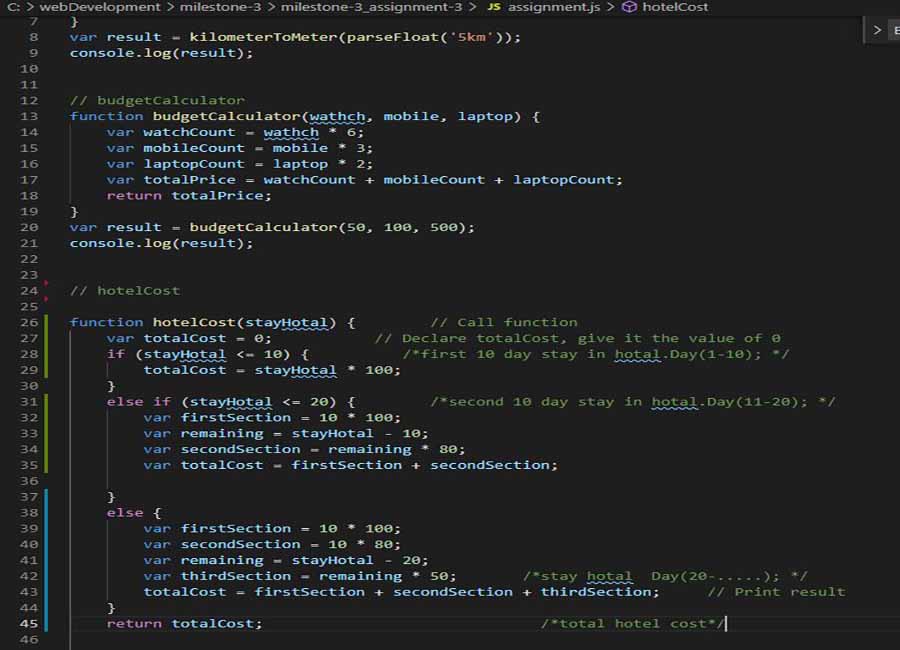 C: > webDevelopment > milestone-3 > milestone-3_assignment-3 > JS assignment.js > hotelCost
7 }
8 var result = kilometerToMeter(parseFloat('5km'));
9 console.log(result);
10
11
12 // budgetCalculator
13 function budgetCalculator(wathch, mobile, laptop) {
14 var watchCount = wathch * 6;
15 var mobileCount = mobile * 3;
16 var laptopCount = laptop * 2;
17 var totalPrice = watchCount + mobileCount + laptopCount;
18 return totalPrice;
19 }
20 var result = budgetCalculator(50, 100, 500);
21 console.log(result);
22
23
24 // hotelCost
25
26 function hotelCost(stayHotal) { // Call function
27 var totalCost = 0; // Declare totalCost, give it the value of 0
28 if (stayHotal <= 10) { /*first 10 day stay in hotal.Day(1-10); */
29 totalCost = stayHotal * 100;
30 }
31 else if (stayHotal <= 20) { /*second 10 day stay in hotal.Day(11-20); */
32 var firstSection = 10 * 100;
33 var remaining = stayHotal - 10;
34 var secondSection = remaining * 80;
35 var totalCost = firstSection + secondSection;
36
37 }
38 else {
39 var firstSection = 10 * 100;
40 var secondSection = 10 * 80;
41 var remaining = stayHotal - 20;
42 var thirdSection = remaining * 50; /*stay hotal Day(20-.....); */
43 totalCost = firstSection + secondSection + thirdSection; // Print result
44 }
45 return totalCost; /*total hotel cost*/
46